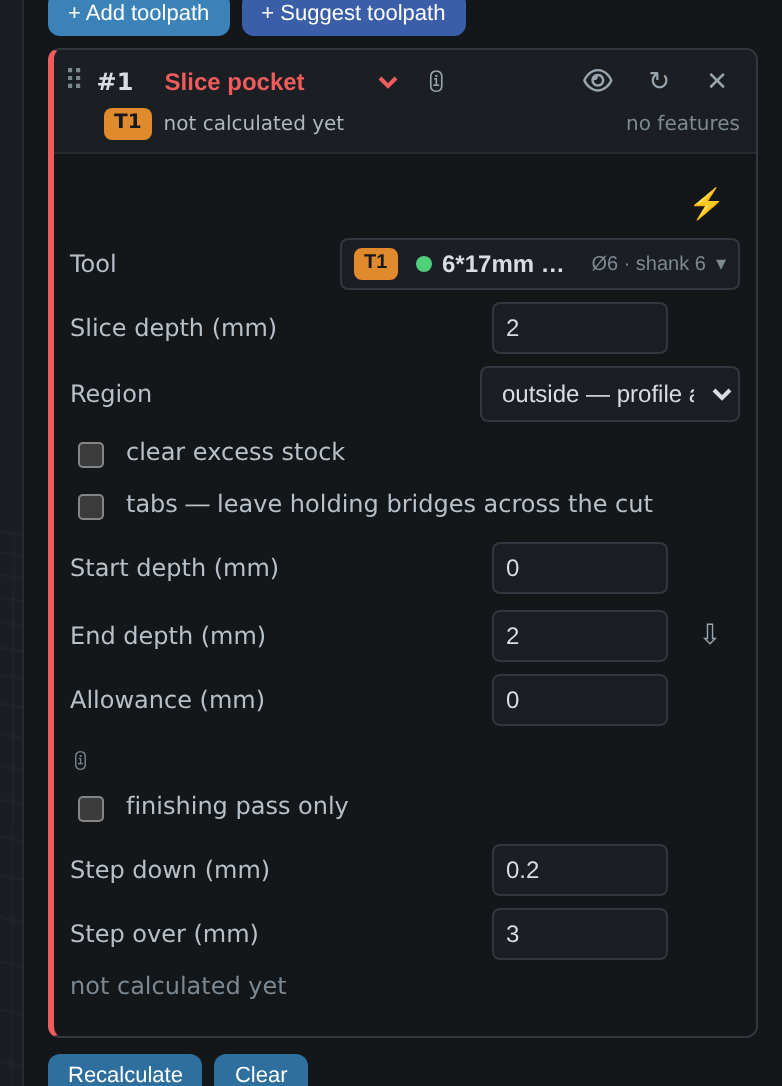 + Add toolpath
+ Suggest toolpath
#1 Slice pocket
T1 not calculated yet no features
Tool T1 6*17mm ... Ø6 · shank 6
Slice depth (mm) 2
Region outside — profile a
clear excess stock
tabs — leave holding bridges across the cut
Start depth (mm) 0
End depth (mm) 2
Allowance (mm) 0
finishing pass only
Step down (mm) 0.2
Step over (mm) 3
not calculated yet
Recalculate Clear